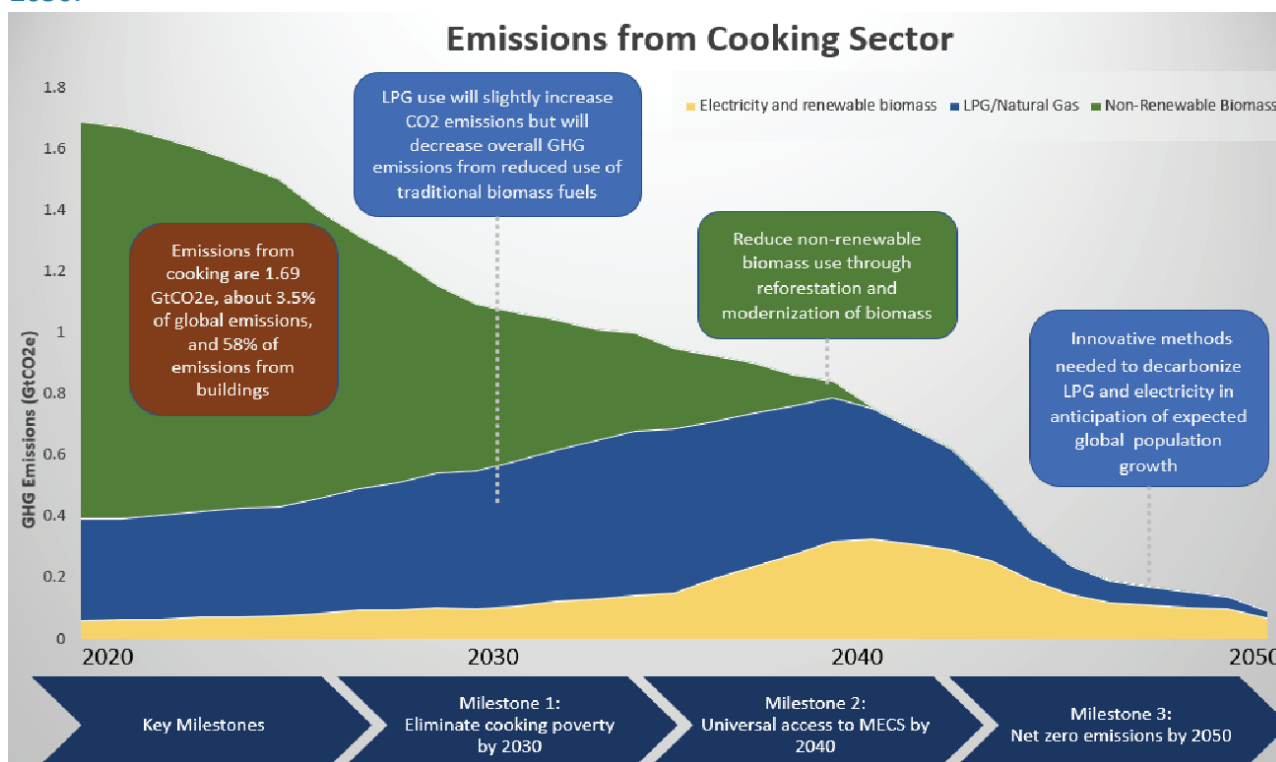 Emissions from Cooking Sector
1.8
1.6
1.4
1.2
1
0.8
0.6
0.4
0.2
0
GHG Emissions (GtCO2e)
Electricity and renewable biomass
LPG/Natural Gas
Non-Renewable Biomass
LPG use will slightly increase
CO2 emissions but will
decrease overall GHG
emissions from reduced use of
traditional biomass fuels
Emissions from
cooking are 1.69
GtCO2e, about 3.5%
of global emissions,
and 58% of
emissions from
buildings
Reduce non-renewable
biomass use through
reforestation and
modernization of biomass
Innovative methods
needed to decarbonize
LPG and electricity in
anticipation of expected
global population
growth
2020
2030
2040
2050
Key Milestones
Milestone 1:
Eliminate cooking poverty
by 2030
Milestone 2:
Universal access to MECS by
2040
Milestone 3:
Net zero emissions by 2050